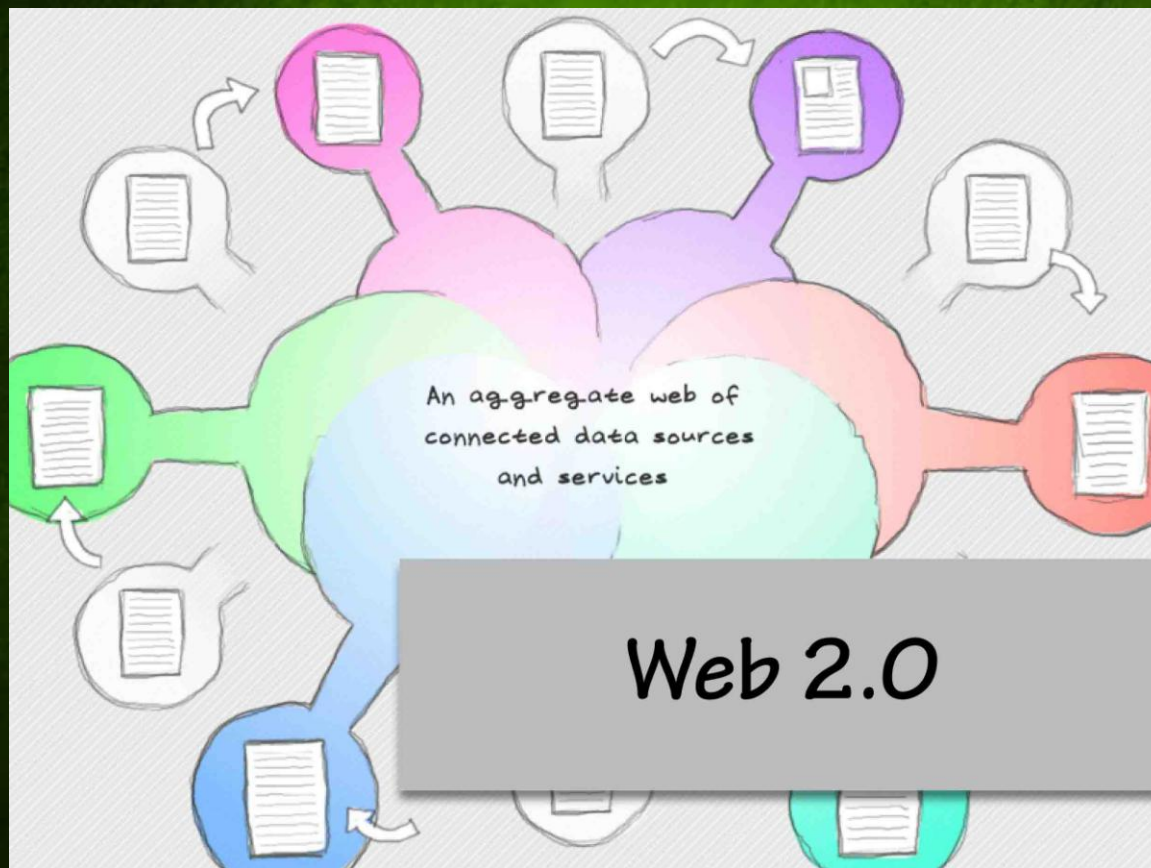 An aggregate web of
connected data sources
and services
Web 2.0